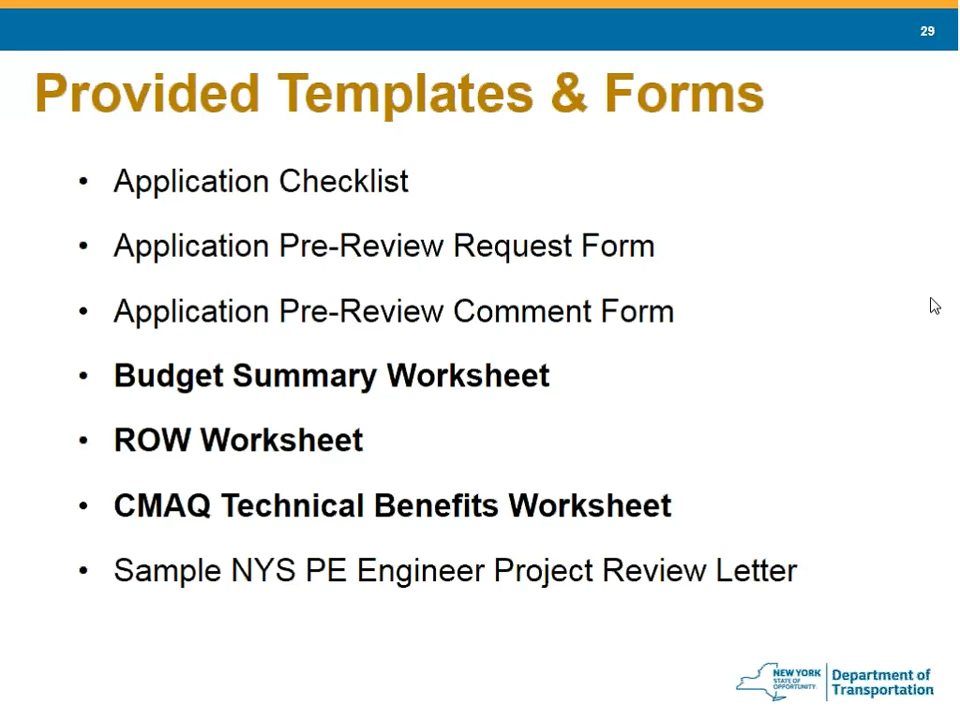 29
Provided Templates & Forms
• Application Checklist
• Application Pre-Review Request Form
• Application Pre-Review Comment Form
• Budget Summary Worksheet
• ROW Worksheet
• CMAQ Technical Benefits Worksheet
• Sample NYS PE Engineer Project Review Letter
NEW YORK
STATE OF
OPPORTUNITY.
Department of
Transportation